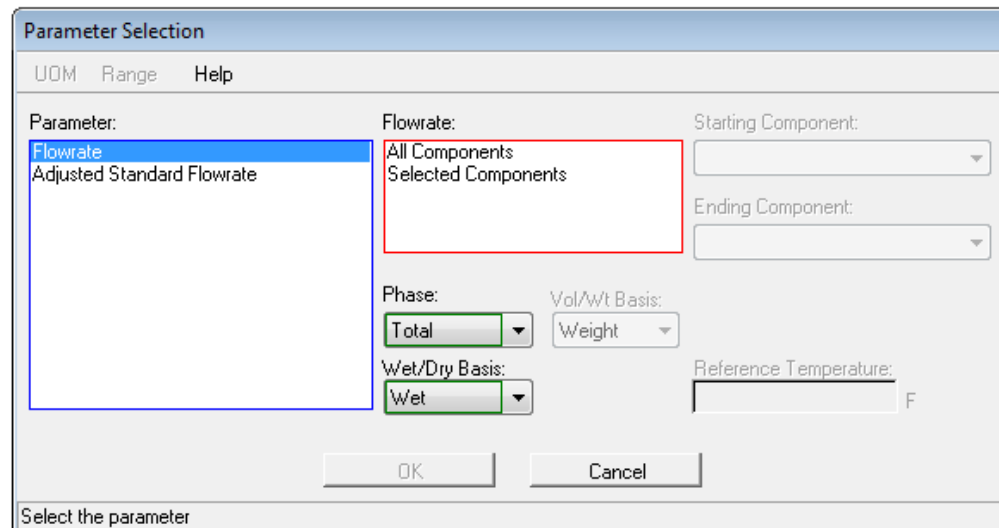 Parameter Selection
UOM Range Help
Parameter:
Flowrate
Adjusted Standard Flowrate
Flowrate:
All Components
Selected Components
Starting Component:
Ending Component:
Phase:
Total
Vol/Wt Basis:
Weight
Wet/Dry Basis:
Wet
Reference Temperature:
F
OK Cancel
Select the parameter